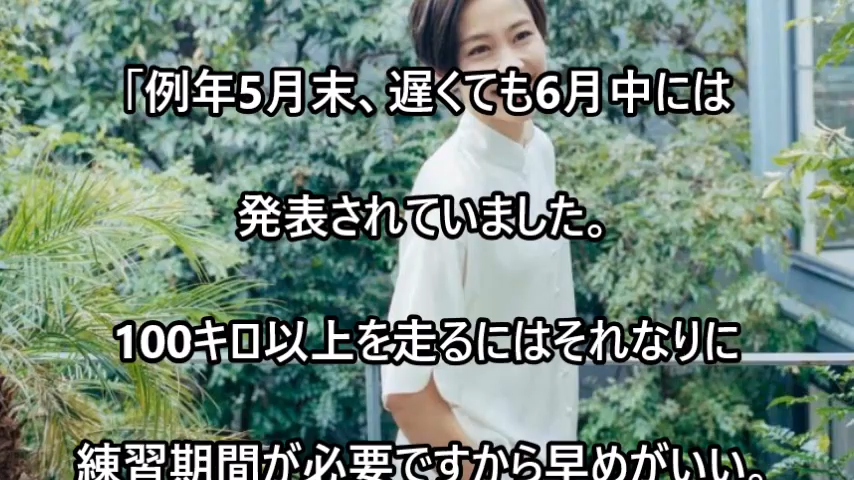 「例年5月末、遅くても6月中には
発表されていました。
100キロ以上を走るにはそれなりに
練習期間が必要ですから早めがいい。